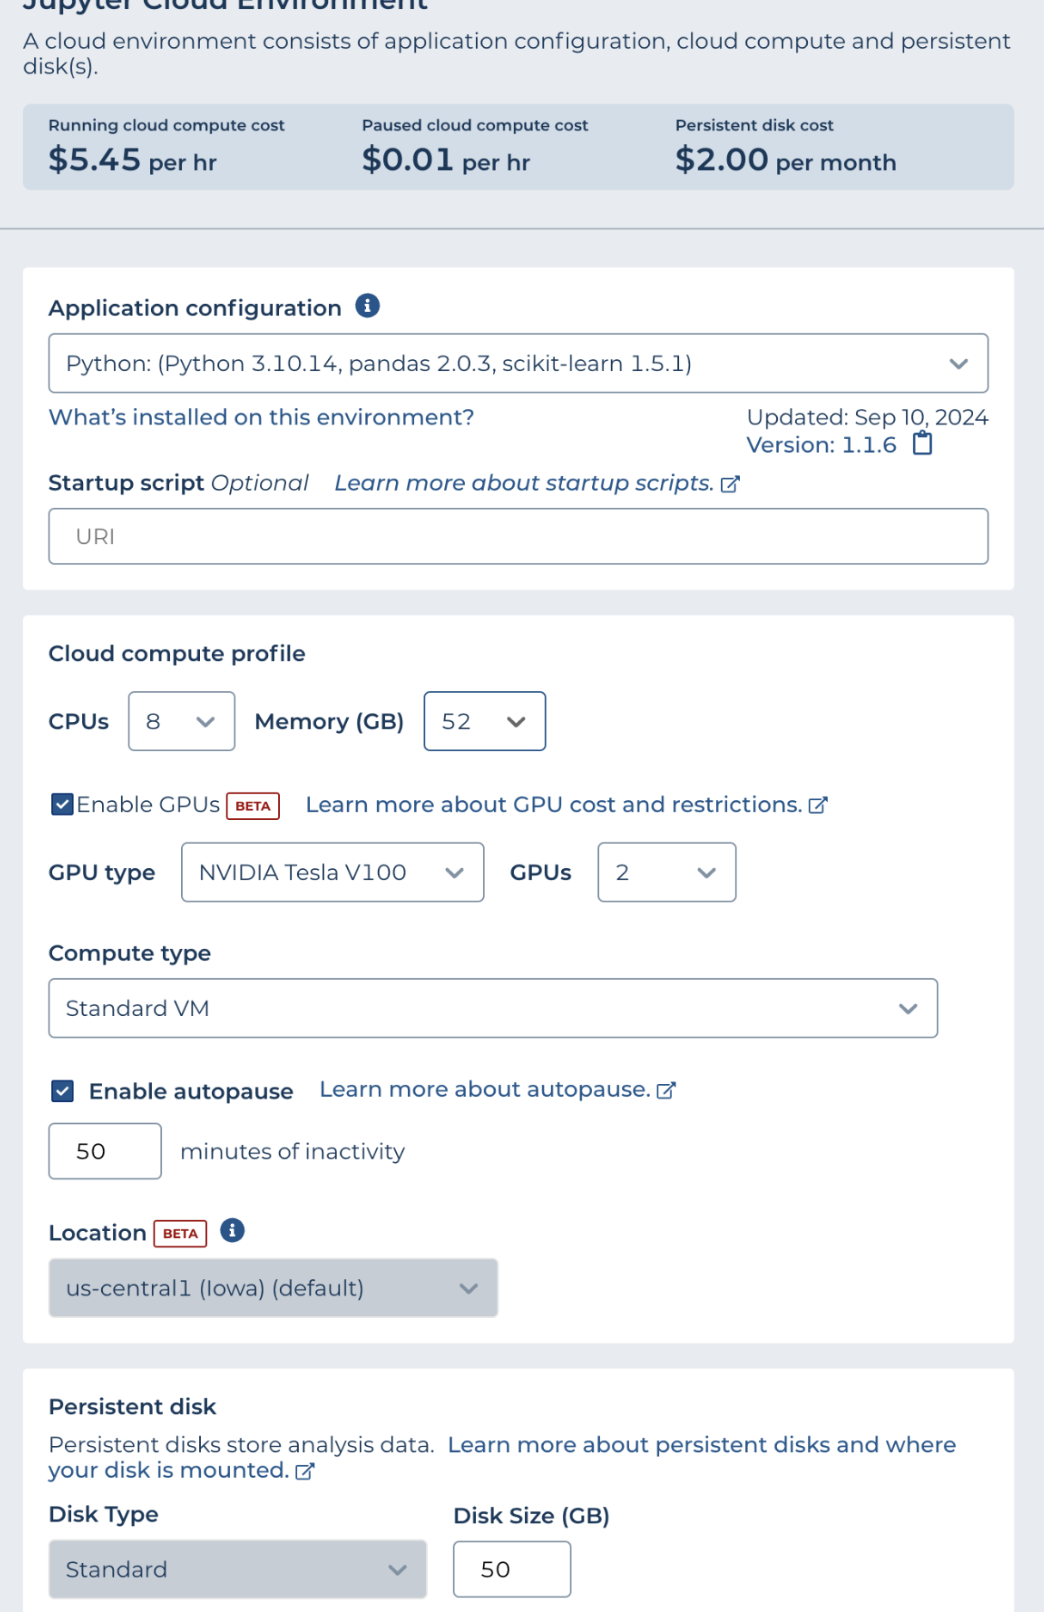 Jupyter Cloud Environment
A cloud environment consists of application configuration, cloud compute and persistent
disk(s).
Running cloud compute cost
$5.45 per hr
Paused cloud compute cost
$0.01 per hr
Persistent disk cost
$2.00 per month
Application configuration
Python: (Python 3.10.14, pandas 2.0.3, scikit-learn 1.5.1)
What's installed on this environment?
Updated: Sep 10, 2024
Version: 1.1.6
Startup script Optional Learn more about startup scripts.
URI
Cloud compute profile
CPUs 8 Memory (GB) 52
Enable GPUs BETA Learn more about GPU cost and restrictions.
GPU type NVIDIA Tesla V100 GPUs 2
Compute type
Standard VM
Enable autopause Learn more about autopause.
50 minutes of inactivity
Location BETA
us-central1 (Iowa) (default)
Persistent disk
Persistent disks store analysis data. Learn more about persistent disks and where
your disk is mounted.
Disk Type
Standard
Disk Size (GB)
50